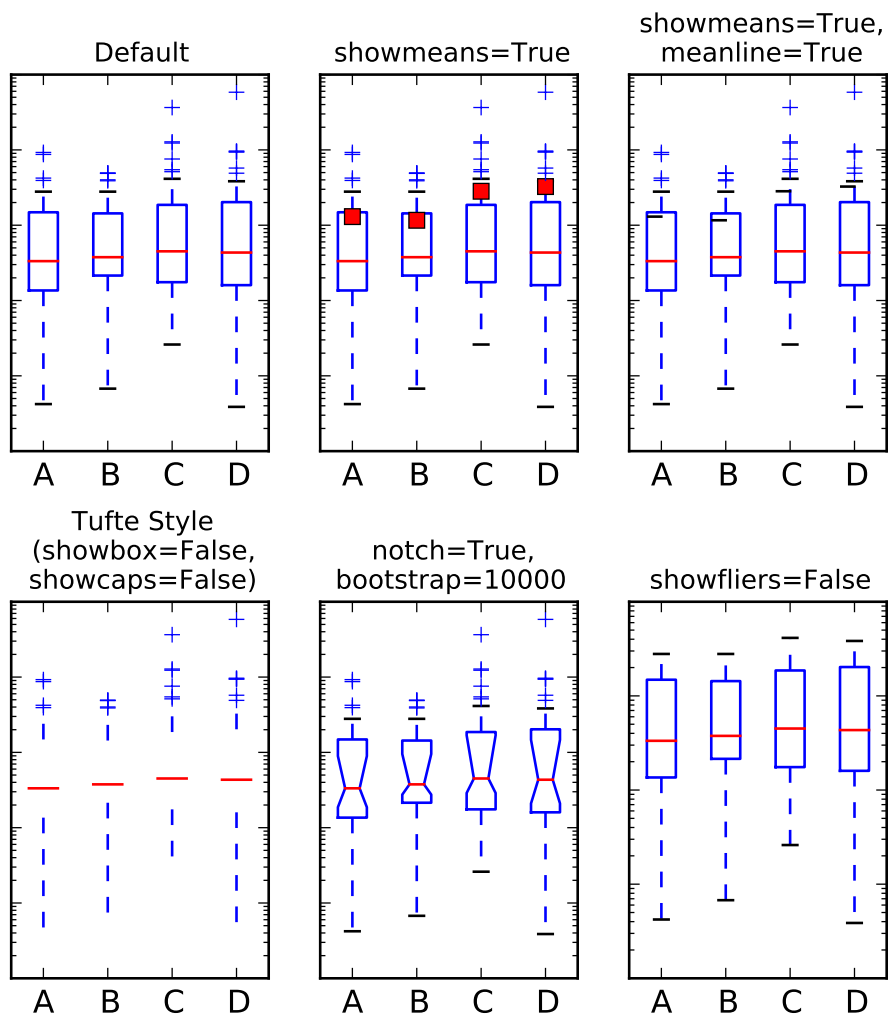 Default
showmeans=True
showmeans=True,
meanline=True
A B C D
A B C D
A B C D
Tufte Style
(showbox=False,
showcaps=False)
notch=True,
bootstrap=10000
showfliers=False
A B C D
A B C D
A B C D